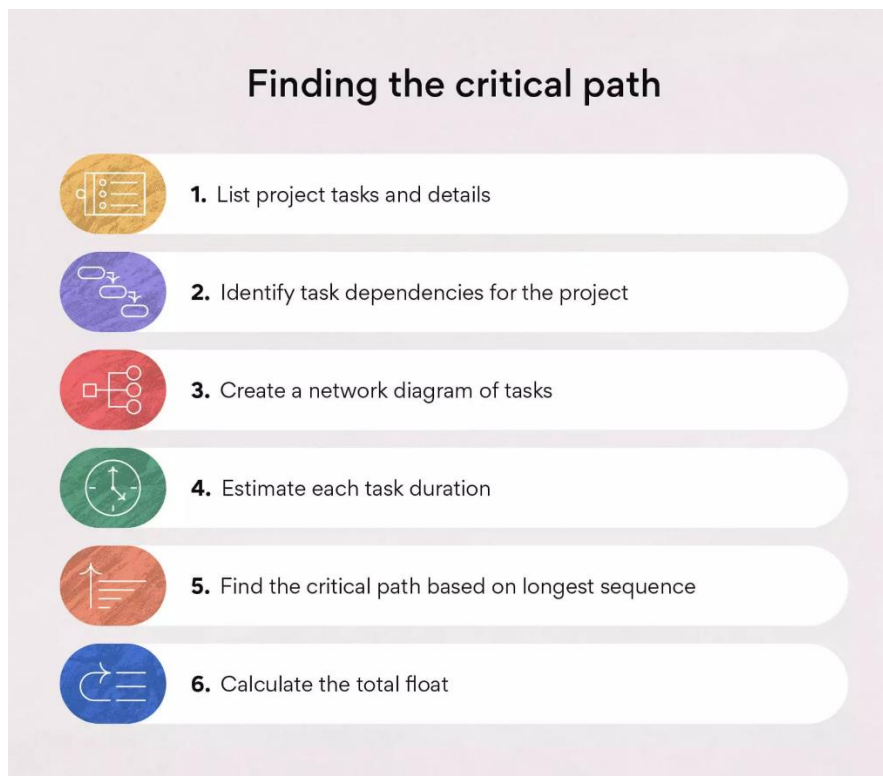 Finding the critical path
1. List project tasks and details
2. Identify task dependencies for the project
3. Create a network diagram of tasks
4. Estimate each task duration
5. Find the critical path based on longest sequence
6. Calculate the total float